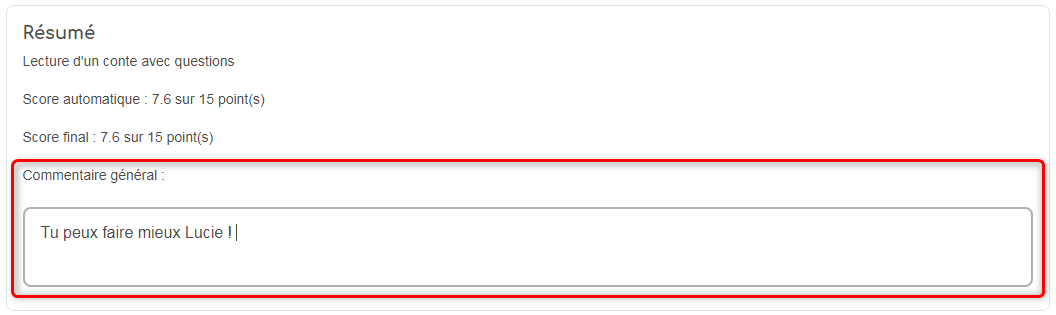 Résumé
Lecture d'un conte avec questions
Score automatique : 7.6 sur 15 point(s)
Score final : 7.6 sur 15 point(s)
Commentaire général :
Tu peux faire mieux Lucie !